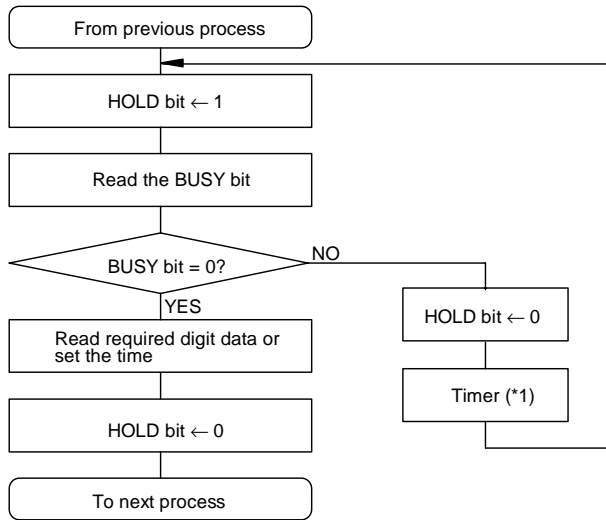 From previous process
HOLD bit ← 1
Read the BUSY bit
BUSY bit = 0?
NO
YES
Read required digit data or
set the time
HOLD bit ← 0
To next process
HOLD bit ← 0
Timer (*1)